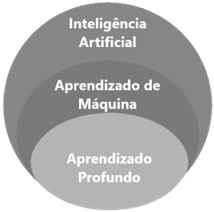 Inteligência
Artificial
Aprendizado de
Máquina
Aprendizado
Profundo